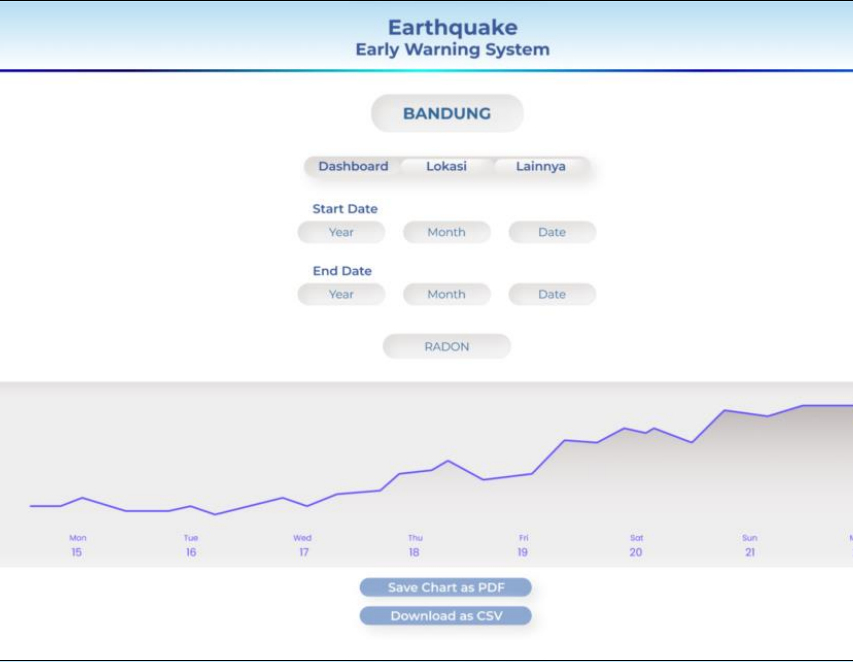 Earthquake
Early Warning System
BANDUNG
Dashboard Lokasi Lainnya
Start Date
Year Month Date
End Date
Year Month Date
RADON
Mon Tue Wed Thu Fri Sat Sun
15 16 17 18 19 20 21
Save Chart as PDF
Download as CSV